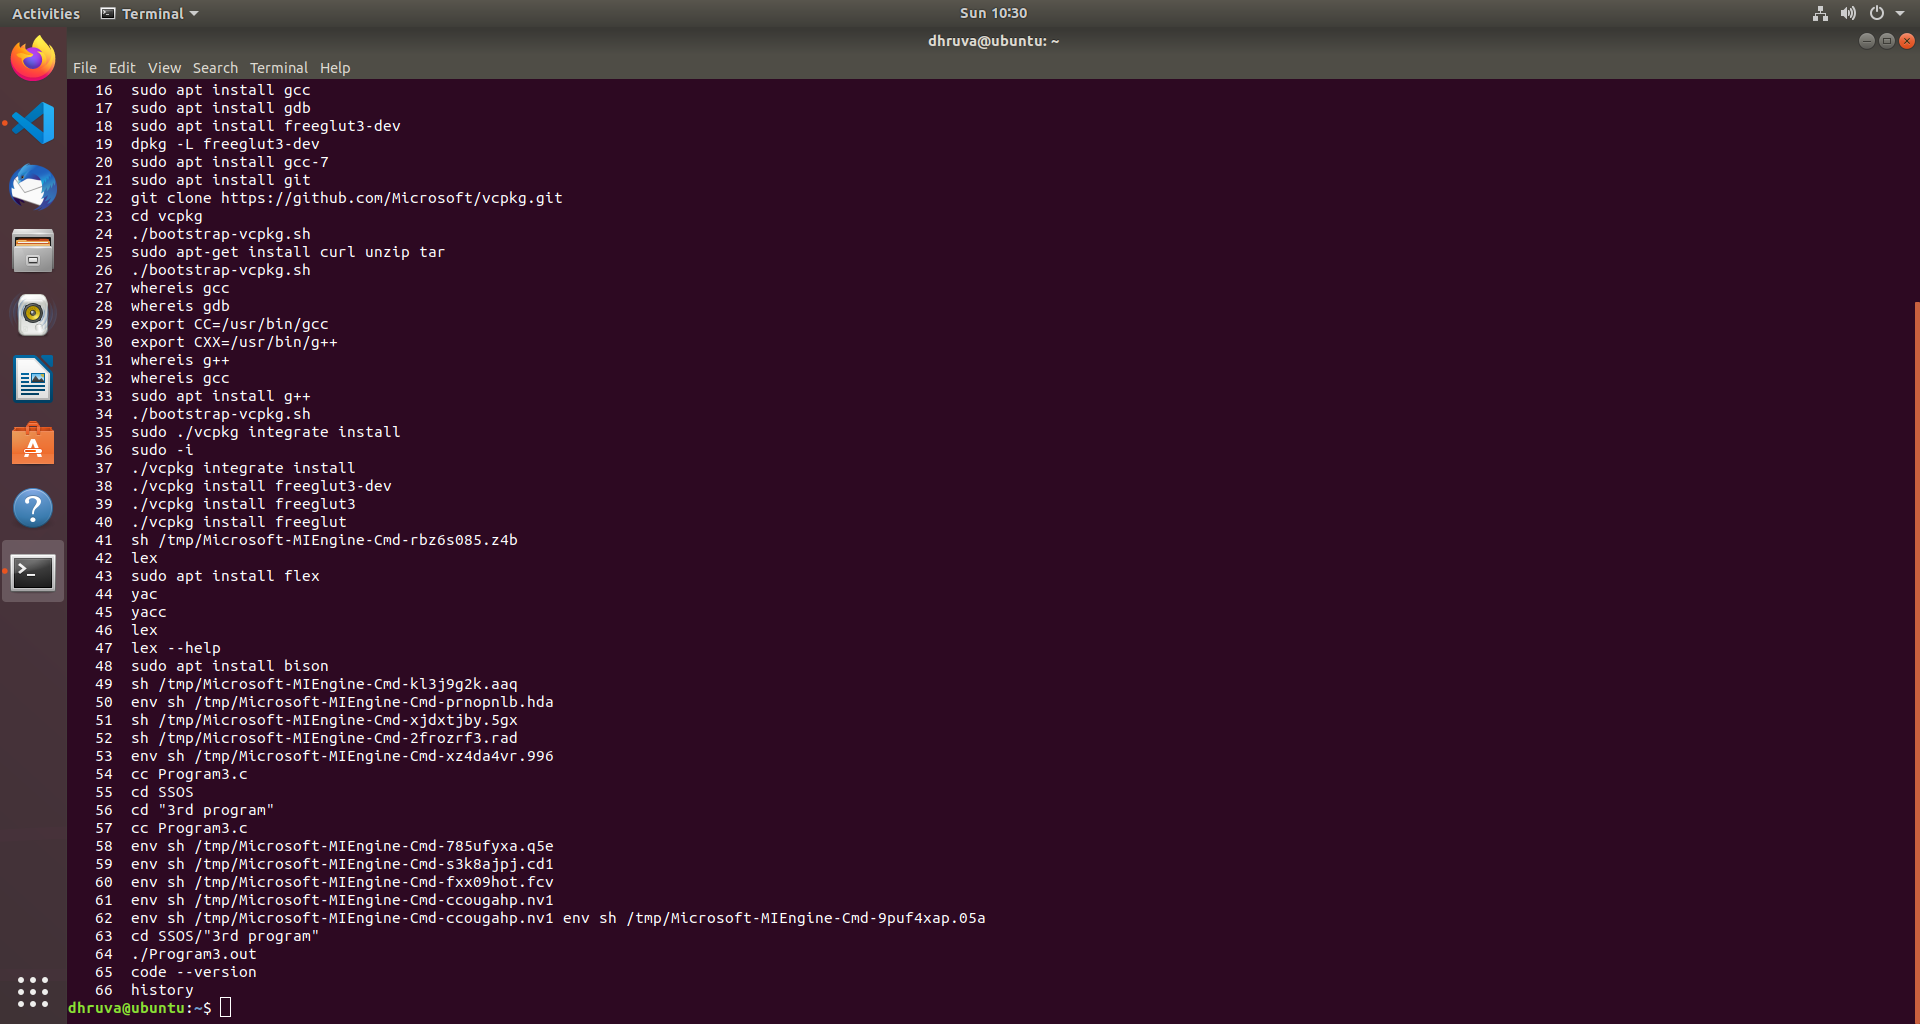 Activities Terminal Sun 10:30
dhruva@ubuntu: ~
File Edit View Search Terminal Help
16 sudo apt install gcc
17 sudo apt install gdb
18 sudo apt install freeglut3-dev
19 dpkg -L freeglut3-dev
20 sudo apt install gcc-7
21 sudo apt install git
22 git clone https://github.com/Microsoft/vcpkg.git
23 cd vcpkg
24 ./bootstrap-vcpkg.sh
25 sudo apt-get install curl unzip tar
26 ./bootstrap-vcpkg.sh
27 whereis gcc
28 whereis gdb
29 export CC=/usr/bin/gcc
30 export CXX=/usr/bin/g++
31 whereis g++
32 whereis gcc
33 sudo apt install g++
34 ./bootstrap-vcpkg.sh
35 sudo ./vcpkg integrate install
36 sudo -i
37 ./vcpkg integrate install
38 ./vcpkg install freeglut3-dev
39 ./vcpkg install freeglut3
40 ./vcpkg install freeglut
41 sh /tmp/Microsoft-MIEngine-Cmd-rbz6s085.z4b
42 lex
43 sudo apt install flex
44 yac
45 yacc
46 lex
47 lex --help
48 sudo apt install bison
49 sh /tmp/Microsoft-MIEngine-Cmd-kl3j9g2k.aaq
50 env sh /tmp/Microsoft-MIEngine-Cmd-prnopnlb.hda
51 sh /tmp/Microsoft-MIEngine-Cmd-xjdxtjby.5gx
52 sh /tmp/Microsoft-MIEngine-Cmd-2frozrf3.rad
53 env sh /tmp/Microsoft-MIEngine-Cmd-xz4da4vr.996
54 cc Program3.c
55 cd SSOS
56 cd "3rd program"
57 cc Program3.c
58 env sh /tmp/Microsoft-MIEngine-Cmd-785ufyxa.q5e
59 env sh /tmp/Microsoft-MIEngine-Cmd-s3k8ajpj.cd1
60 env sh /tmp/Microsoft-MIEngine-Cmd-fxx09hot.fcv
61 env sh /tmp/Microsoft-MIEngine-Cmd-ccougahp.nv1
62 env sh /tmp/Microsoft-MIEngine-Cmd-ccougahp.nv1 env sh /tmp/Microsoft-MIEngine-Cmd-9puf4xap.05a
63 cd SSOS/"3rd program"
64 ./Program3.out
65 code --version
66 history
dhruva@ubuntu:~$